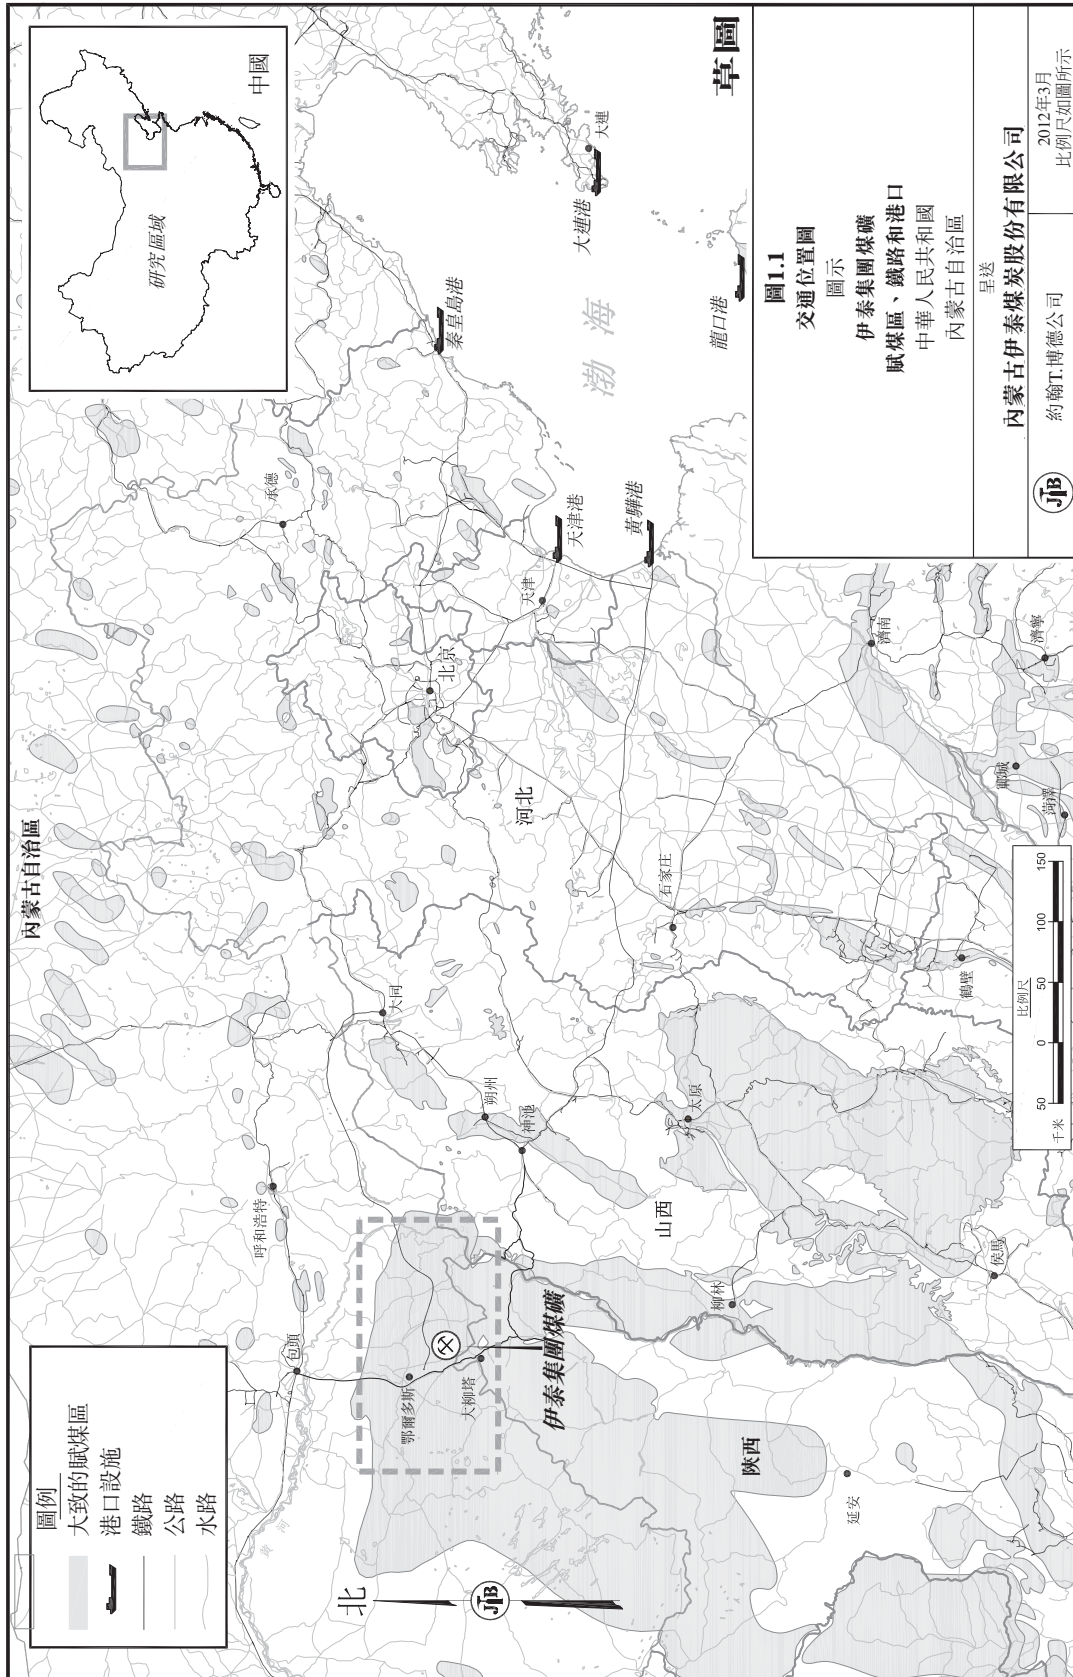 圖例
大致的賦煤區
港口設施
鐵路
公路
水路
中國
研究區域
內蒙古自治區
承德
秦皇島港
大連
大連港
渤海
龍口港
草圖
呼和浩特
包頭
大同
北京
天津
天津港
黃驊港
鄂爾多斯
大柳塔
伊泰集團煤礦
朔州
神池
河北
石家庄
山西
太原
柳林
陝西
延安
侯馬
鶴壁
濟南
濟寧
鄆城
菏澤
北
JTB
比例尺
50 0 50 100 150
千米
圖1.1
交通位置圖
圖示
伊泰集團煤礦
賦煤區、鐵路和港口
中華人民共和國
內蒙古自治區
呈送
內蒙古伊泰煤炭股份有限公司
JTB
約翰T.博德公司
2012年3月
比例尺如圖所示